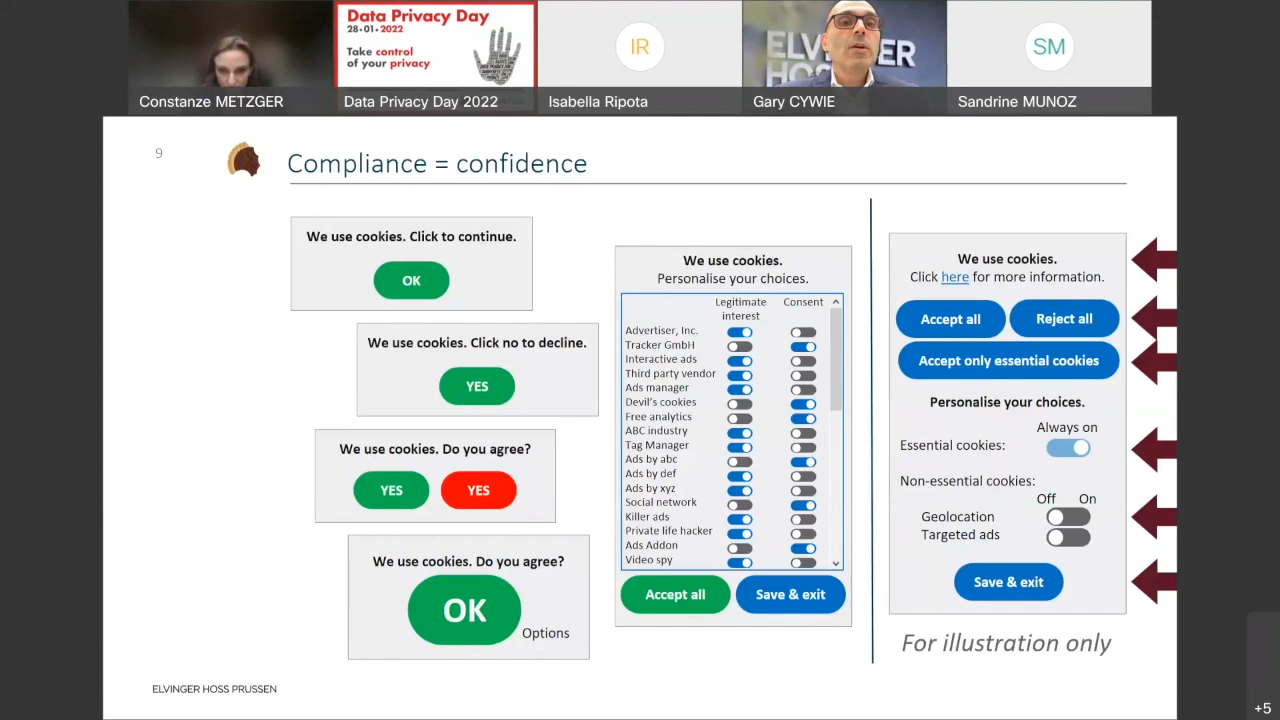 Data Privacy Day
28·01·2022
Take control
of your privacy
IR
ELVINGER
HOSS
SM
Constanze METZGER
Data Privacy Day 2022
Isabella Ripota
Gary CYWIE
Sandrine MUNOZ
9
Compliance = confidence
We use cookies. Click to continue.
OK
We use cookies. Click no to decline.
YES
We use cookies. Do you agree?
YES YES
We use cookies. Do you agree?
OK
Options
We use cookies.
Personalise your choices.
Legitimate interest Consent
Advertiser, Inc.
Tracker GmbH
Interactive ads
Third party vendor
Ads manager
Devil's cookies
Free analytics
ABC industry
Tag Manager
Ads by abc
Ads by def
Ads by xyz
Social network
Killer ads
Private life hacker
Ads Addon
Video spy
Accept all Save & exit
We use cookies.
Click here for more information.
Accept all Reject all
Accept only essential cookies
Personalise your choices.
Always on
Essential cookies:
Non-essential cookies:
Off On
Geolocation
Targeted ads
Save & exit
For illustration only
ELVINGER HOSS PRUSSEN
+5